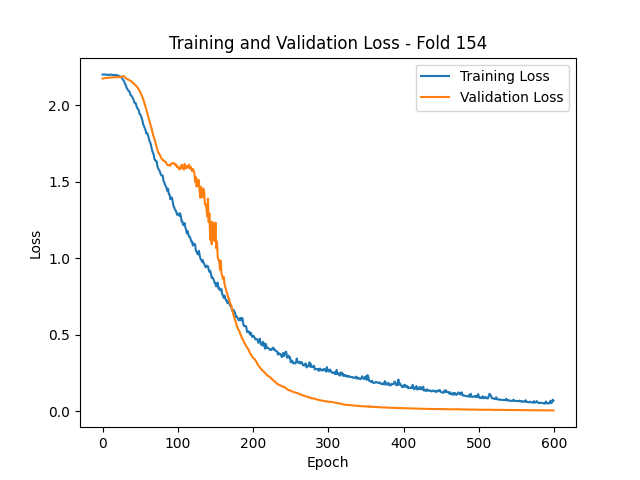 Training and Validation Loss - Fold 154
Training Loss
Validation Loss
Loss
2.0
1.5
1.0
0.5
0.0
0 100 200 300 400 500 600
Epoch